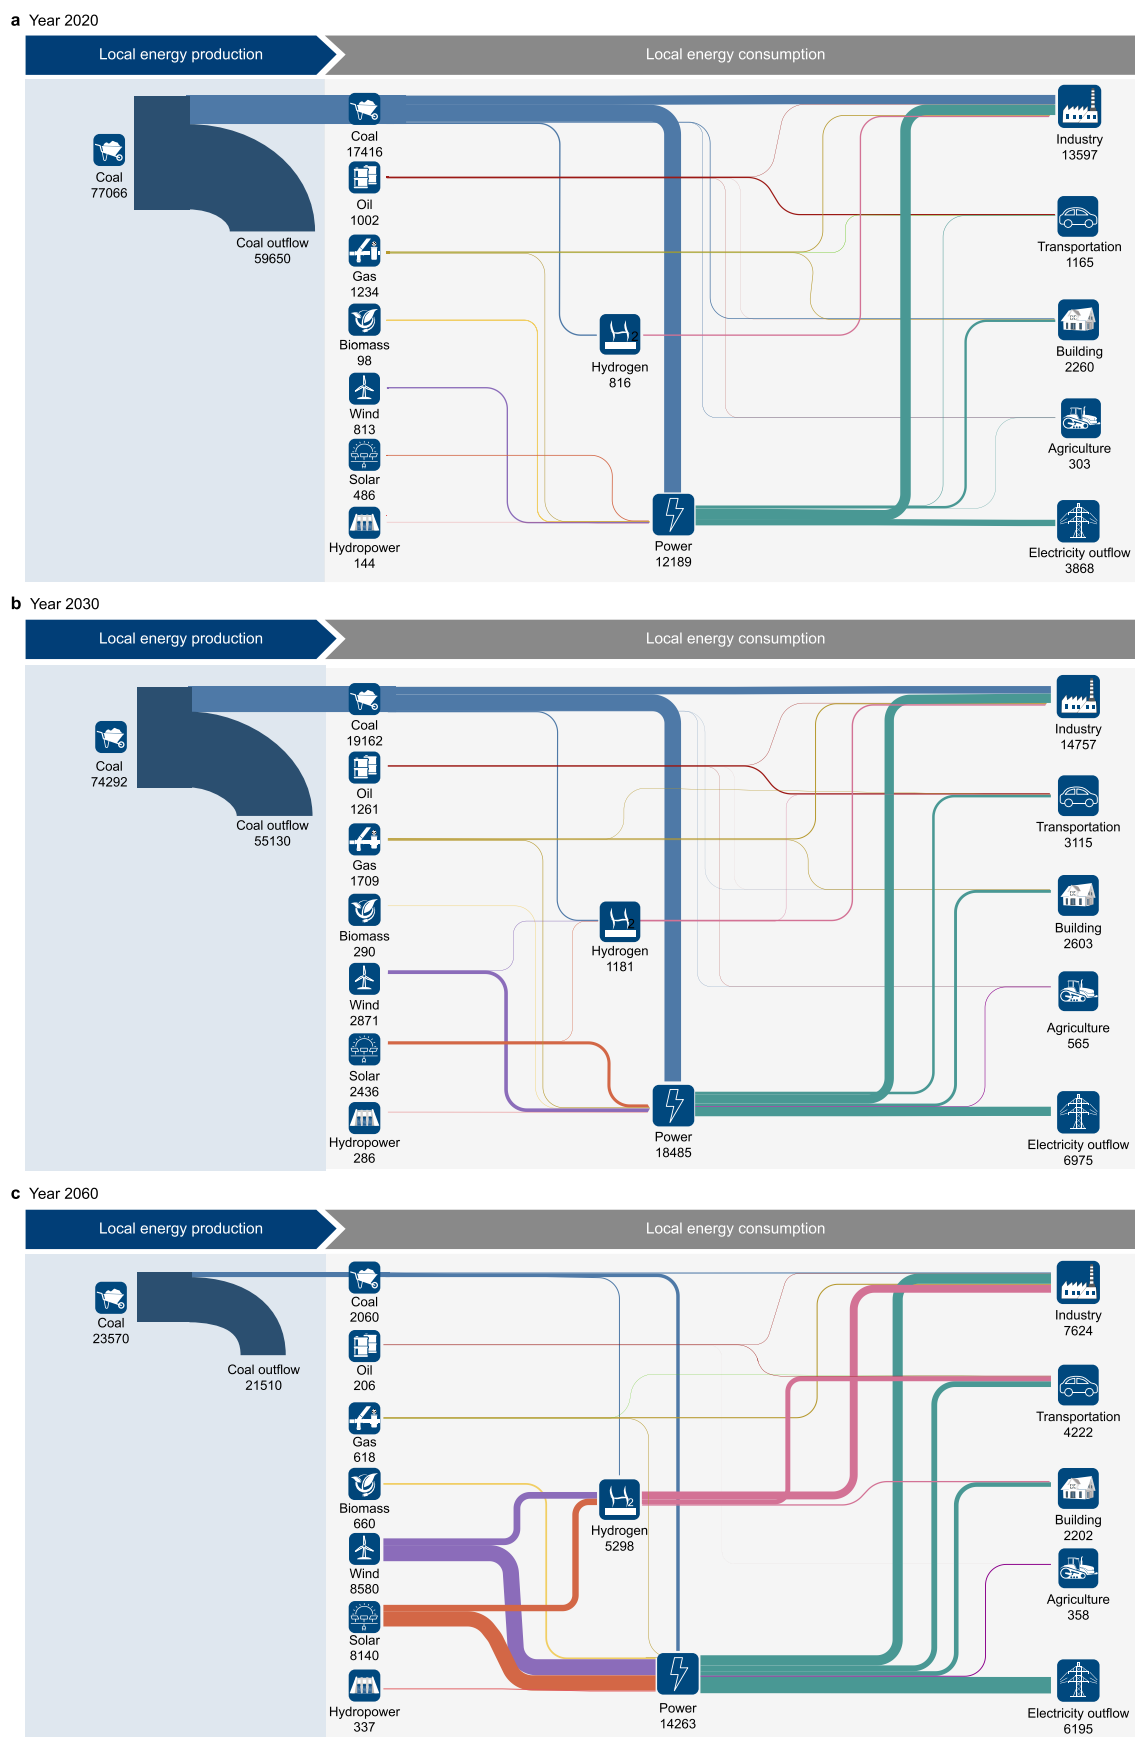 a Year 2020
Local energy production
Local energy consumption
Coal
77066
Coal outflow
59650
Coal
17416
Oil
1002
Gas
1234
Biomass
98
Wind
813
Solar
486
Hydropower
144
H2
Hydrogen
816
Power
12189
Industry
13597
Transportation
1165
Building
2260
Agriculture
303
Electricity outflow
3868
b Year 2030
Local energy production
Local energy consumption
Coal
74292
Coal outflow
55130
Coal
19162
Oil
1261
Gas
1709
Biomass
290
Wind
2871
Solar
2436
Hydropower
286
H2
Hydrogen
1181
Power
18485
Industry
14757
Transportation
3115
Building
2603
Agriculture
565
Electricity outflow
6975
c Year 2060
Local energy production
Local energy consumption
Coal
23570
Coal outflow
21510
Coal
2060
Oil
206
Gas
618
Biomass
660
Wind
8580
Solar
8140
Hydropower
337
H2
Hydrogen
5298
Power
14263
Industry
7624
Transportation
4222
Building
2202
Agriculture
358
Electricity outflow
6195